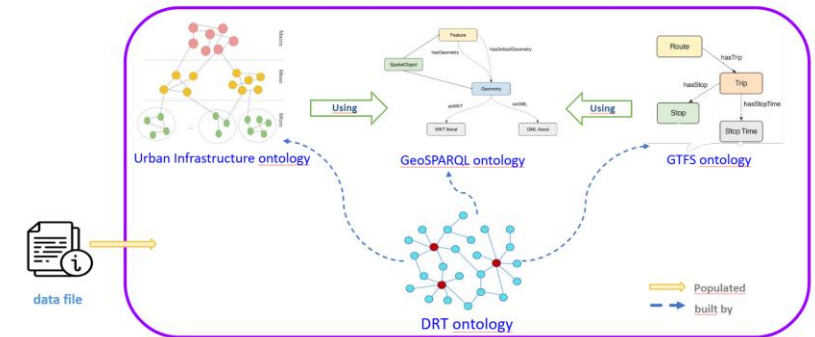 Macro
Meso
Micro
...
Urban Infrastructure ontology
Using
Feature
hasGeometry
hasDefaultGeometry
SpatialObject
Geometry
asWKT
asGML
WKT literal
GML literal
GeoSPARQL ontology
Using
Route
hasTrip
Trip
hasStop
hasStopTime
Stop
Stop Time
GTFS ontology
data file
DRT ontology
Populated
built by